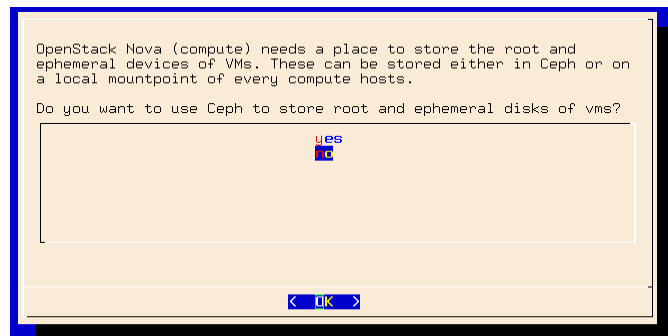 OpenStack Nova (compute) needs a place to store the root and
ephemeral devices of VMs. These can be stored either in Ceph or on
a local mountpoint of every compute hosts.
Do you want to use Ceph to store root and ephemeral disks of vms?
yes
no
< OK >